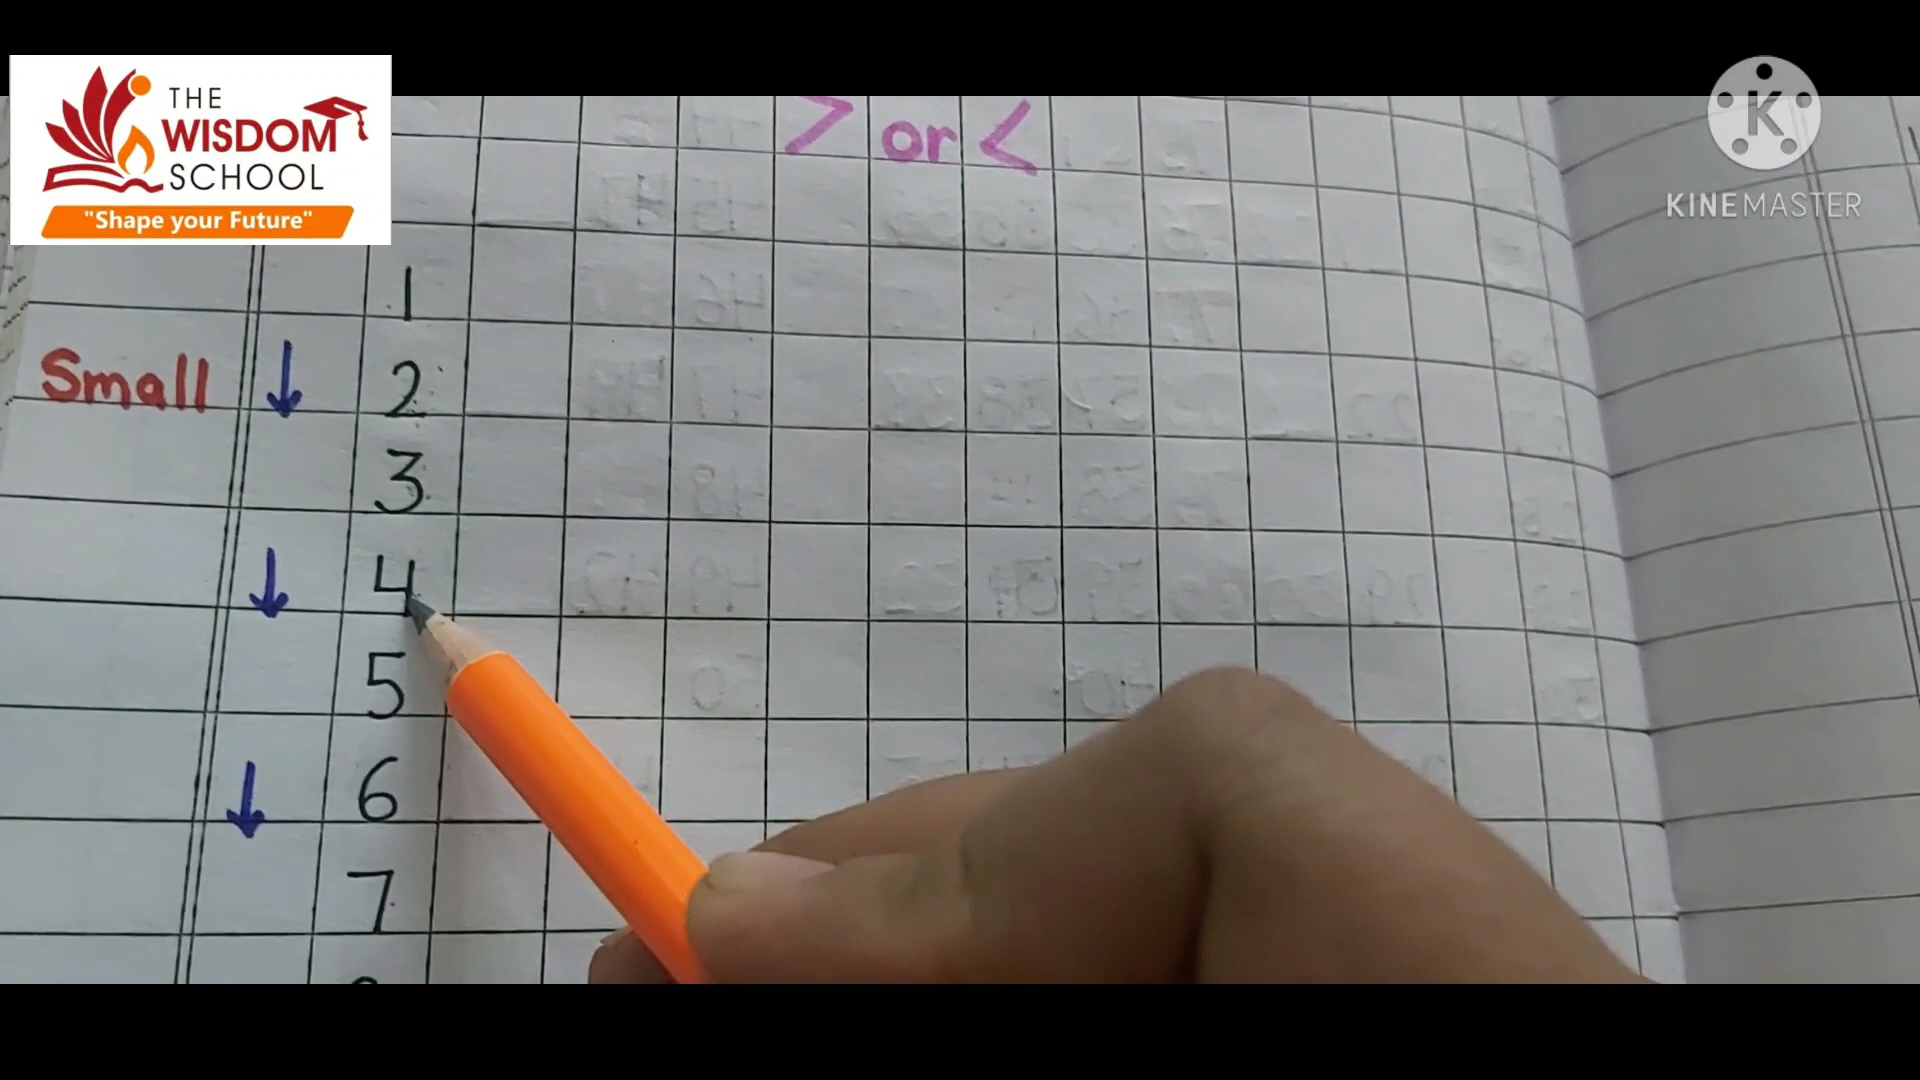 THE
WISDOM
SCHOOL
"Shape your Future"
KINEMASTER
> or <
1
Small ↓ 2
3
↓ 4
5
↓ 6
7